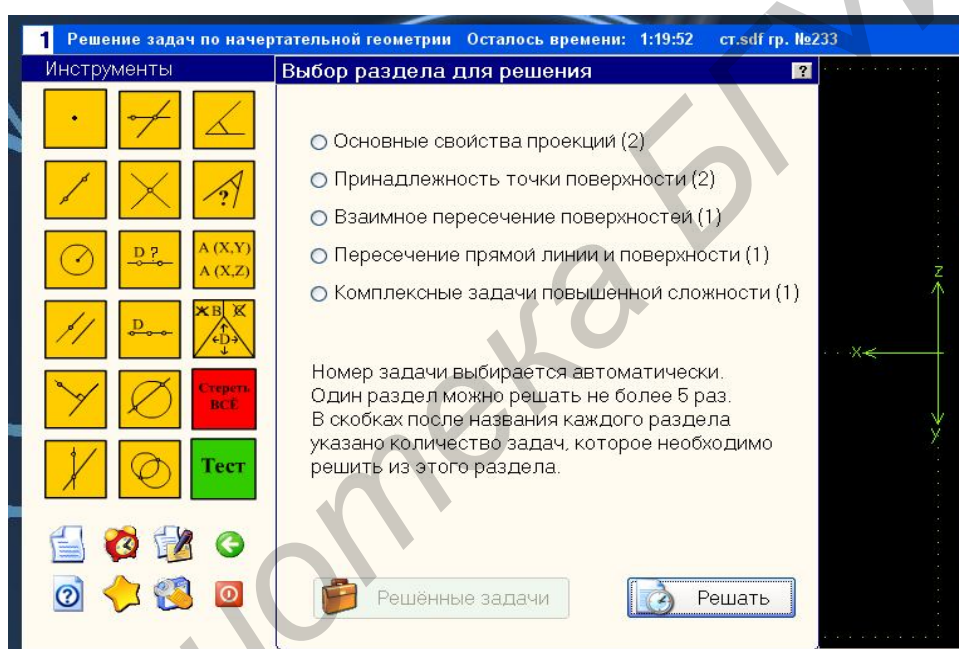 1 Решение задач по начертательной геометрии Осталось времени: 1:19:52 ст.sdf гр. №233
Инструменты
Выбор раздела для решения
?
Основные свойства проекций (2)
Принадлежность точки поверхности (2)
Взаимное пересечение поверхностей (1)
Пересечение прямой линии и поверхности (1)
Комплексные задачи повышенной сложности (1)
Номер задачи выбирается автоматически.
Один раздел можно решать не более 5 раз.
В скобках после названия каждого раздела
указано количество задач, которое необходимо
решить из этого раздела.
Решённые задачи
Решать
?
D ?
A (X,Y)
A (X,Z)
D
B
D
Стереть
ВСЁ
Тест
?
z
x
y